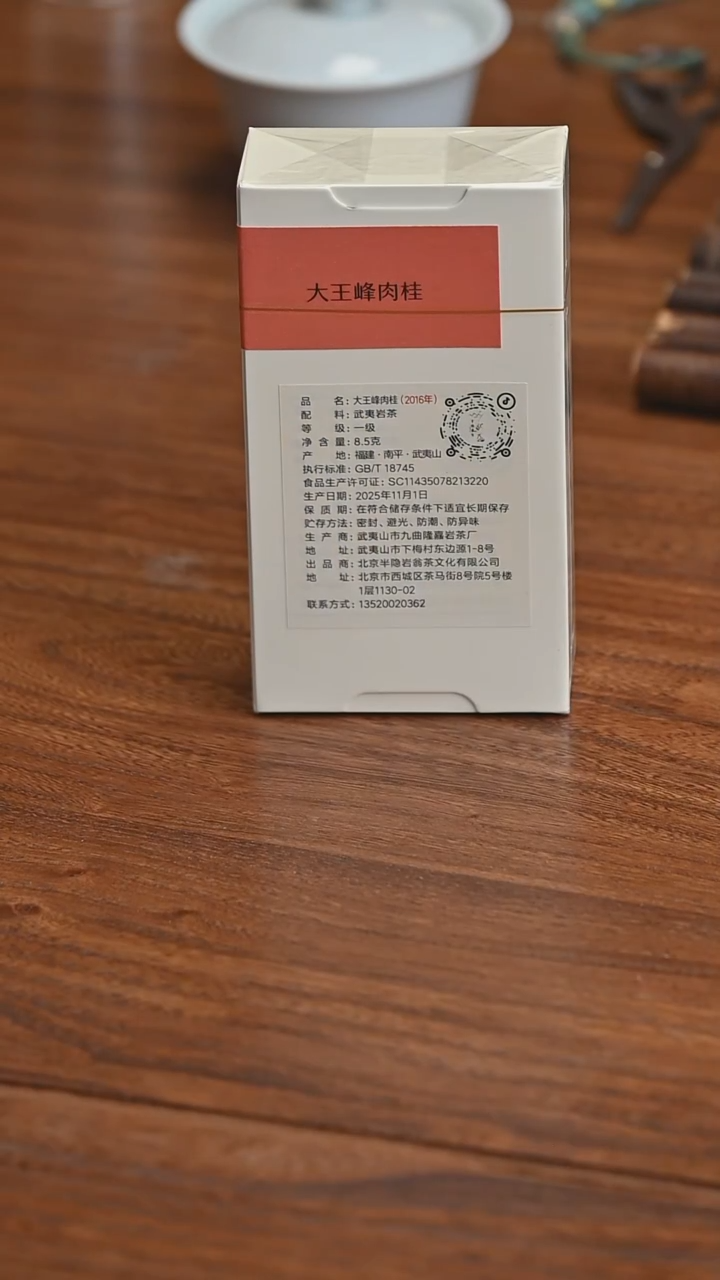 大王峰肉桂
品 名：大王峰肉桂（2016年）
配 料：武夷岩茶
等 级：一级
净 含 量：8.5克
产 地：福建·南平·武夷山
执行标准：GB/T 18745
食品生产许可证：SC11435078213220
生产日期：2025年11月1日
保 质 期：在符合储存条件下适宜长期保存
贮存方法：密封、避光、防潮、防异味
生 产 商：武夷山市九曲隆鑫岩茶厂
地 址：武夷山市下梅村东边源1-8号
出 品 商：北京半隐岩翁茶文化有限公司
地 址：北京市西城区茶马街8号院5号楼
1层1130-02
联系方式：13520020362